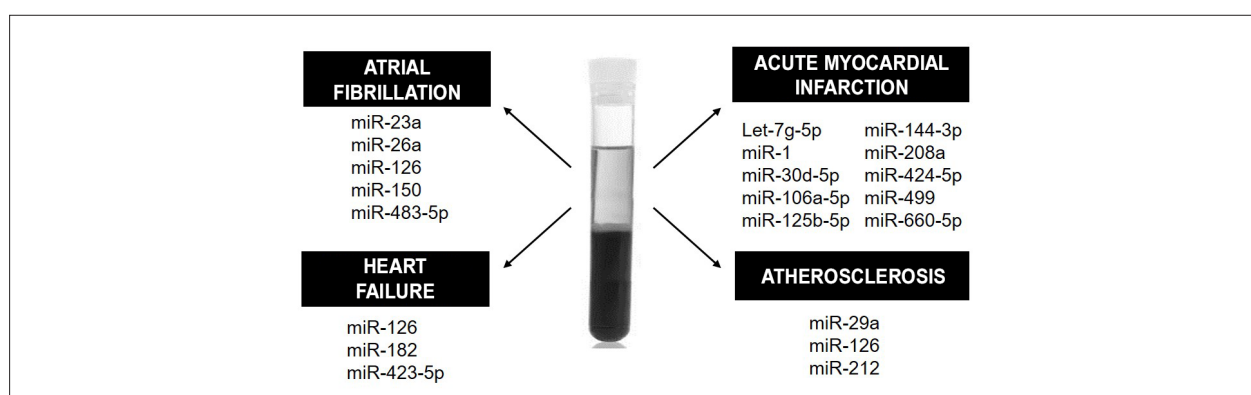 ATRIAL
FIBRILLATION
miR-23a
miR-26a
miR-126
miR-150
miR-483-5p
ACUTE MYOCARDIAL
INFARCTION
Let-7g-5p
miR-1
miR-30d-5p
miR-106a-5p
miR-125b-5p
miR-144-3p
miR-208a
miR-424-5p
miR-499
miR-660-5p
HEART
FAILURE
miR-126
miR-182
miR-423-5p
ATHEROSCLEROSIS
miR-29a
miR-126
miR-212